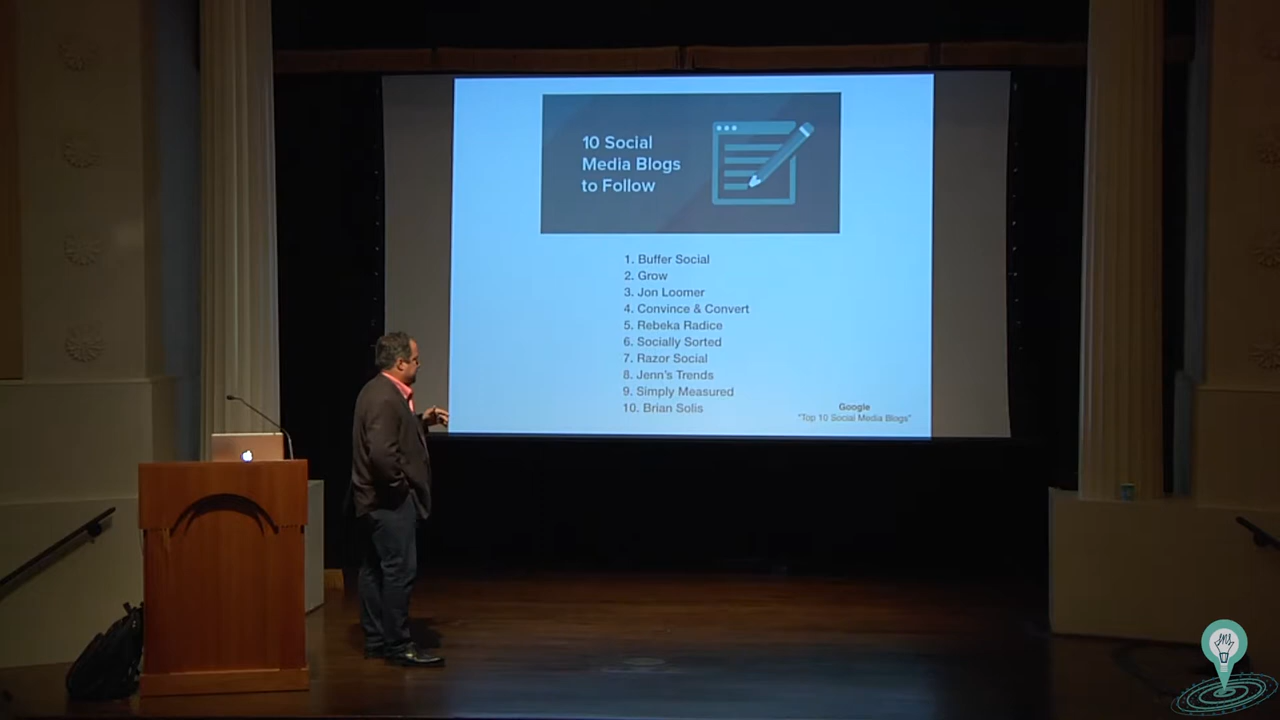 10 Social
Media Blogs
to Follow
1. Buffer Social
2. Grow
3. Jon Loomer
4. Convince & Convert
5. Rebeka Radice
6. Socially Sorted
7. Razor Social
8. Jenn's Trends
9. Simply Measured
10. Brian Solis
Google
"Top 10 Social Media Blogs"